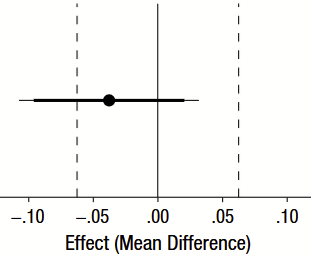 –.10 –.05 .00 .05 .10
Effect (Mean Difference)